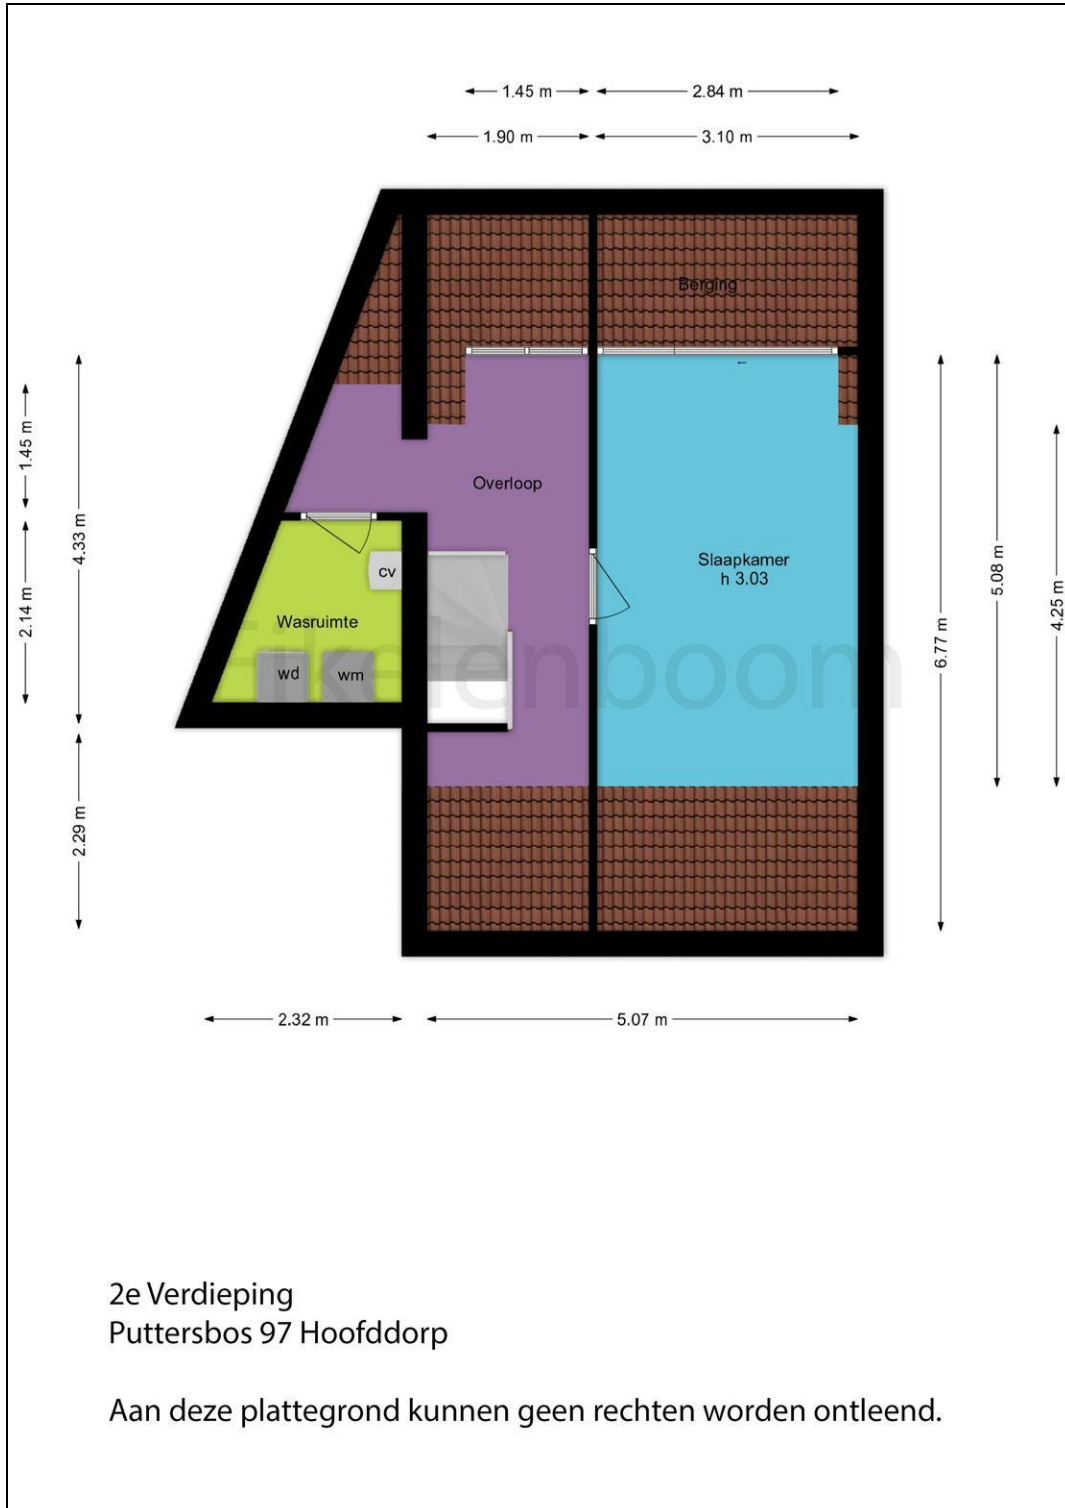 1.45 m
2.84 m
1.90 m
3.10 m
Berging
1.45 m
4.33 m
2.14 m
2.29 m
Overloop
Slaapkamer
h 3.03
cv
Wasruimte
wd
wm
Eikelenboom
6.77 m
5.08 m
4.25 m
2.32 m
5.07 m
2e Verdieping
Puttersbos 97 Hoofddorp
Aan deze plattegrond kunnen geen rechten worden ontleend.